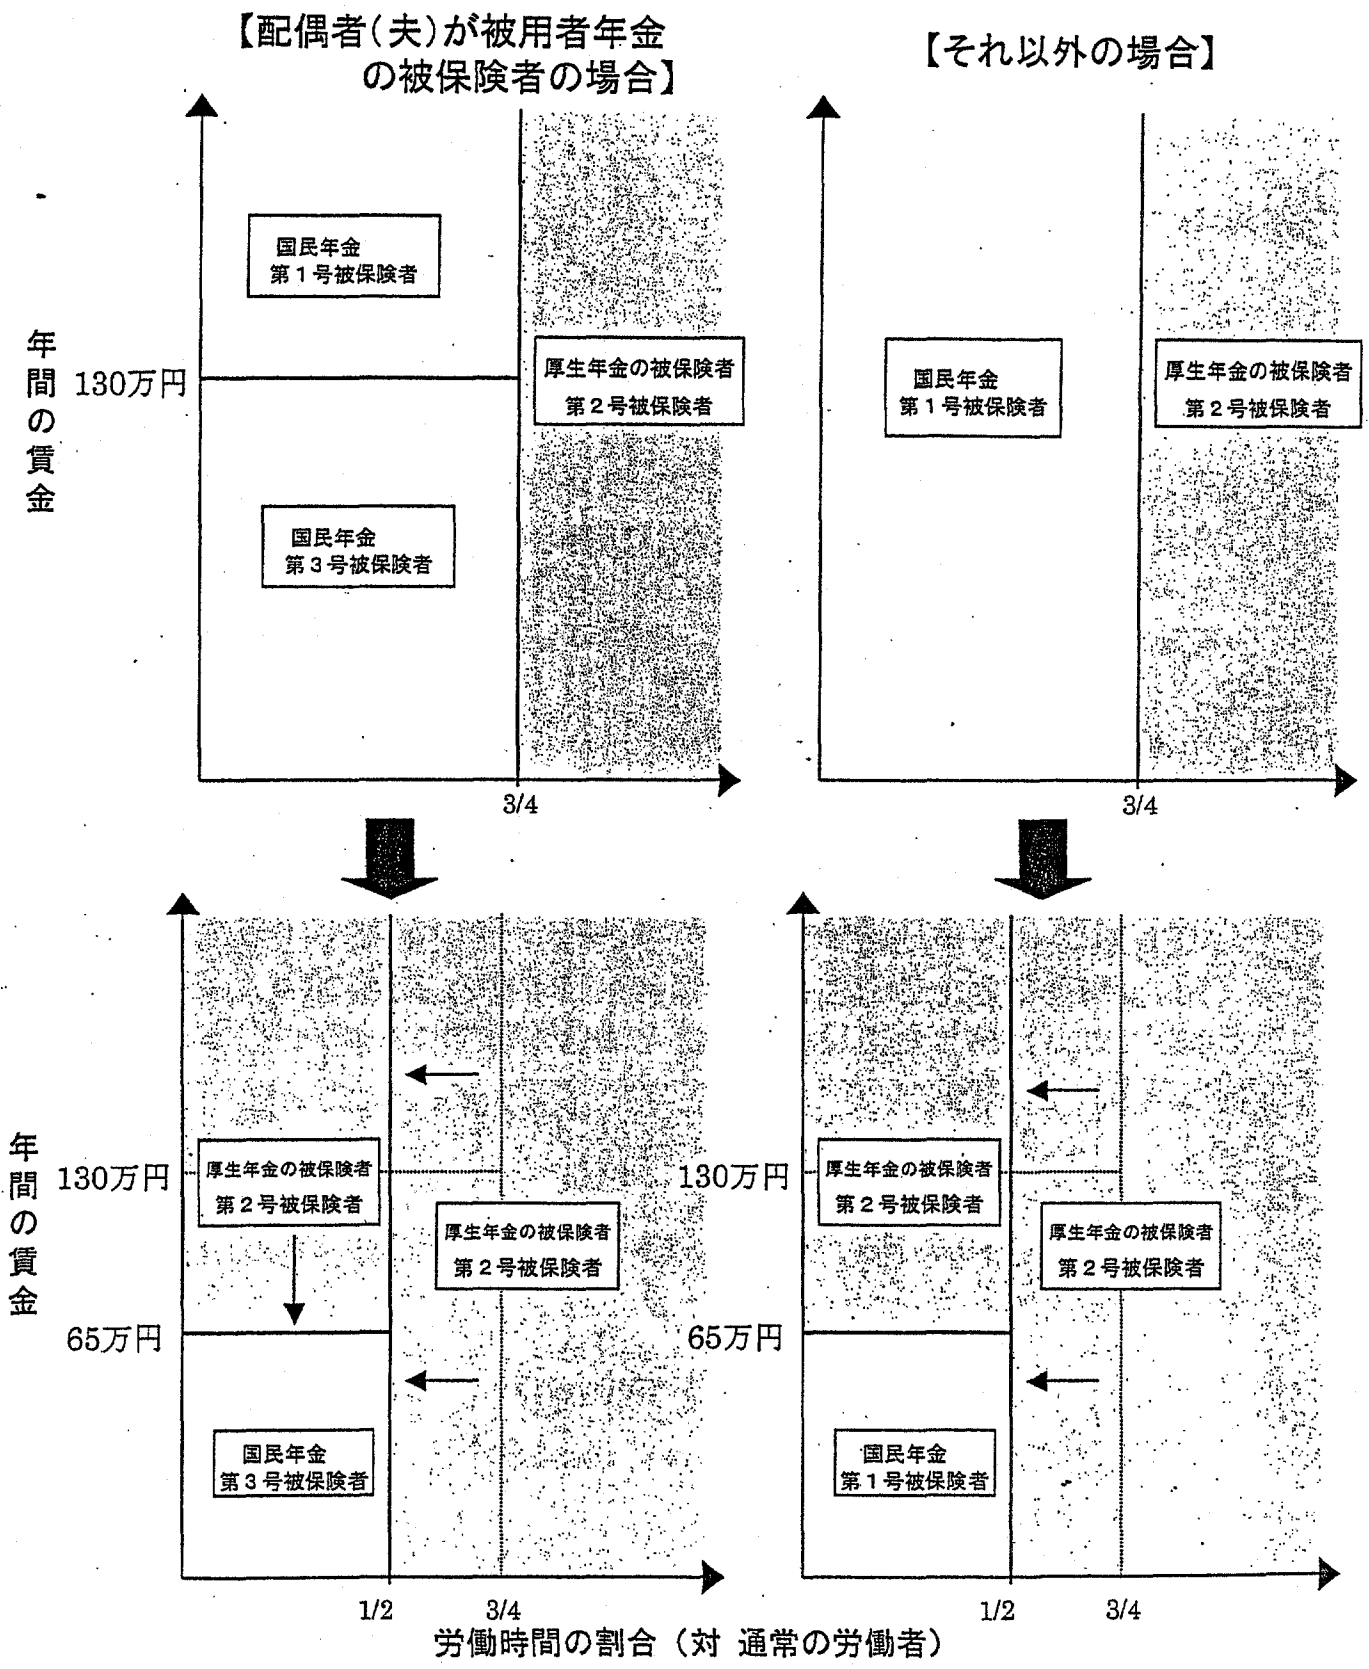 【配偶者(夫)が被用者年金
の被保険者の場合】
【それ以外の場合】
年間の賃金
130万円
国民年金
第1号被保険者
国民年金
第3号被保険者
厚生年金の被保険者
第2号被保険者
3/4
国民年金
第1号被保険者
厚生年金の被保険者
第2号被保険者
3/4
年間の賃金
130万円
65万円
厚生年金の被保険者
第2号被保険者
厚生年金の被保険者
第2号被保険者
国民年金
第3号被保険者
1/2
3/4
130万円
65万円
厚生年金の被保険者
第2号被保険者
厚生年金の被保険者
第2号被保険者
国民年金
第1号被保険者
1/2
3/4
労働時間の割合(対 通常の労働者)